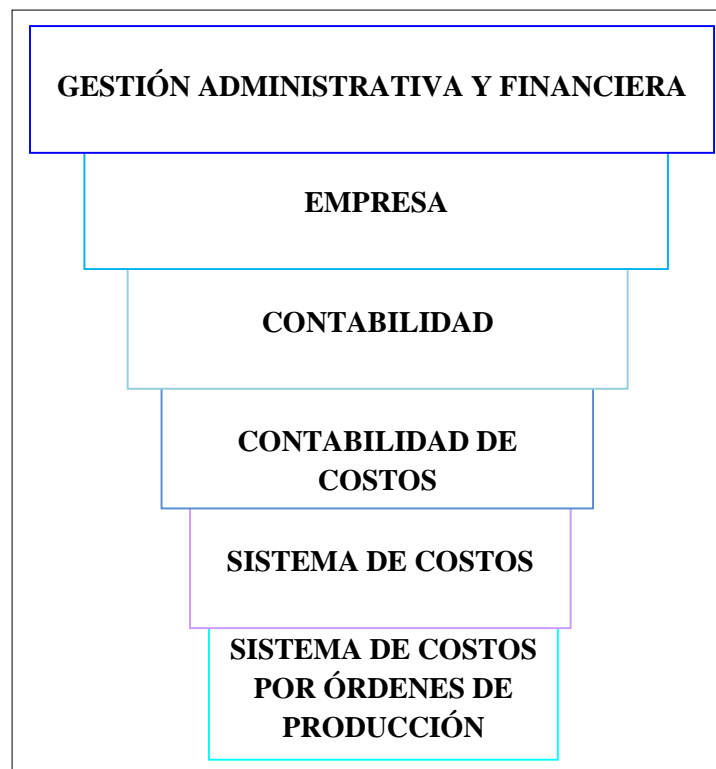 GESTIÓN ADMINISTRATIVA Y FINANCIERA
EMPRESA
CONTABILIDAD
CONTABILIDAD DE
COSTOS
SISTEMA DE COSTOS
SISTEMA DE COSTOS
POR ÓRDENES DE
PRODUCCIÓN